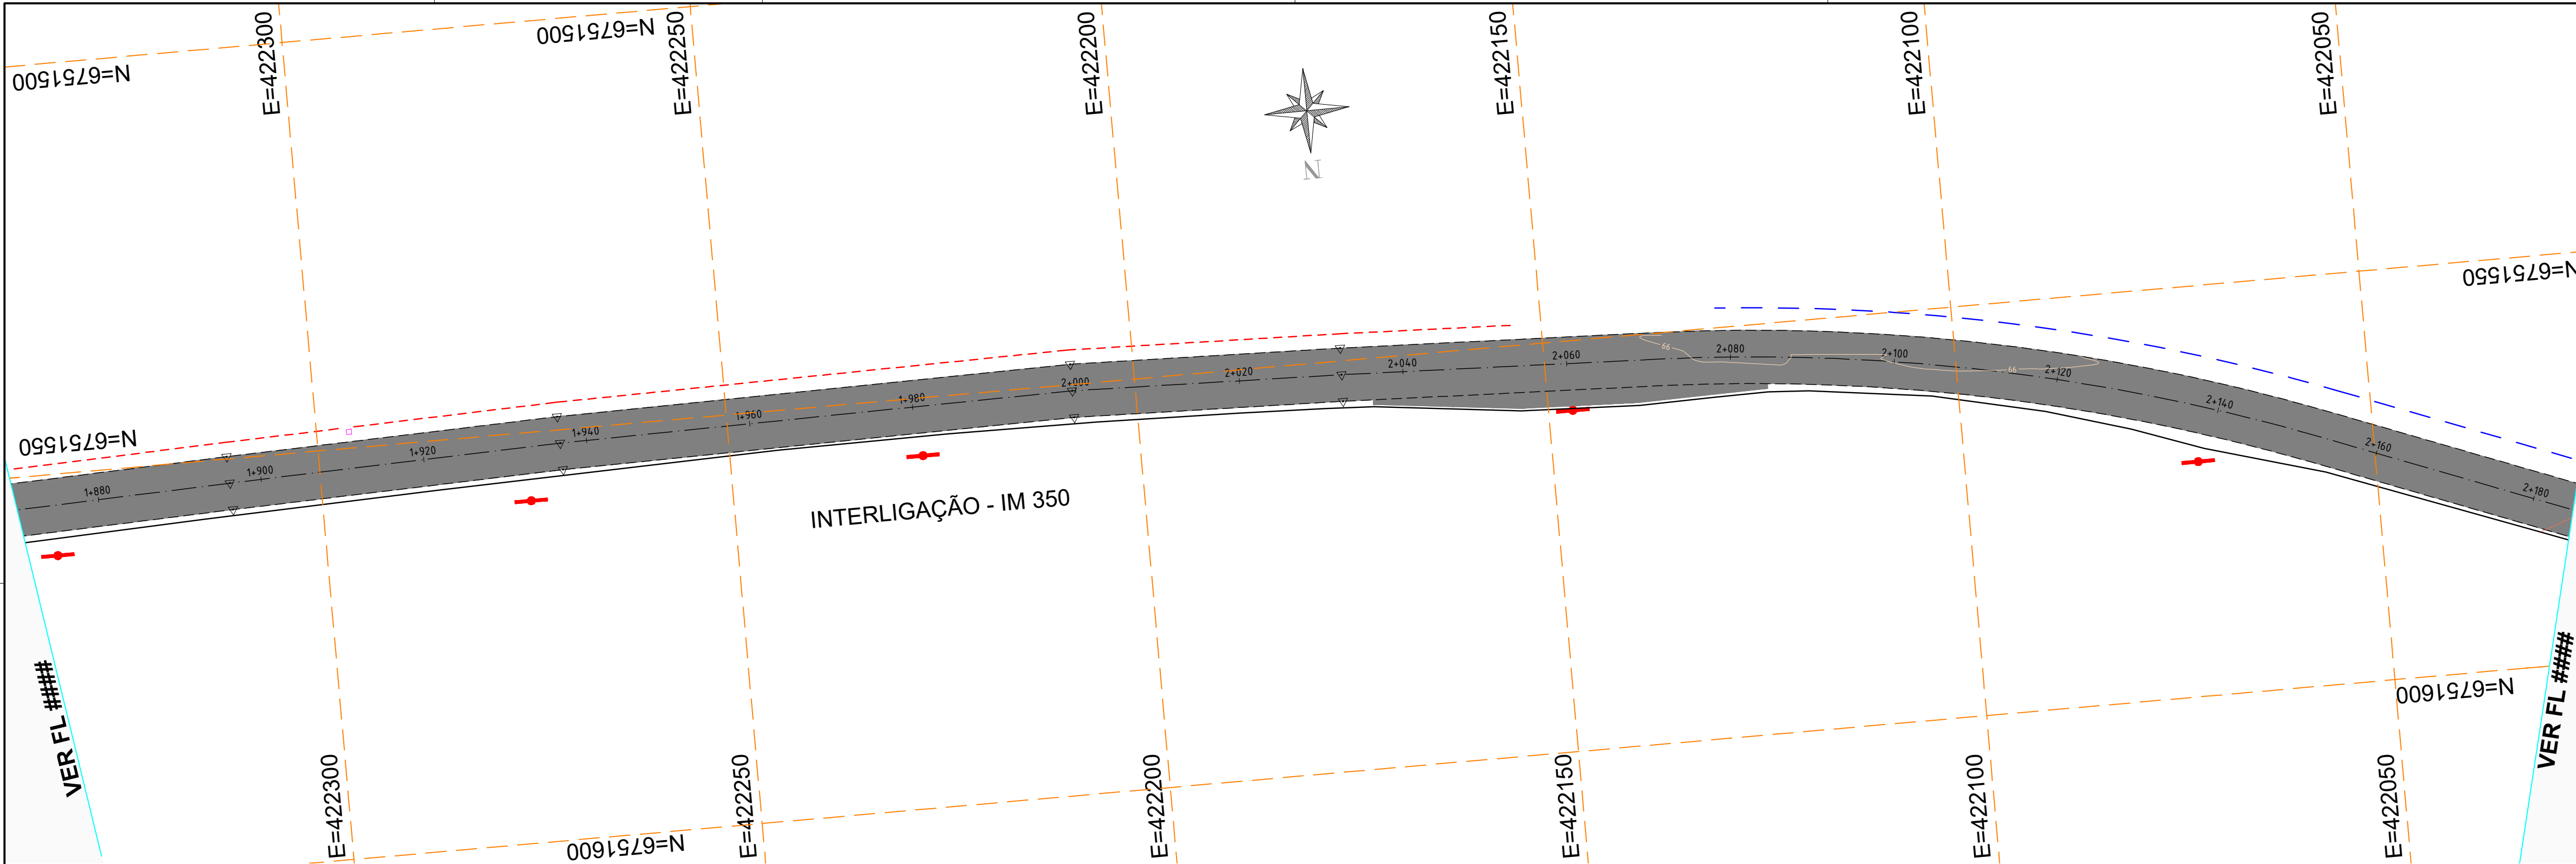 E=422300
E=422250
E=422200
E=422150
E=422100
E=422050
N=6751500
N=6751500
N
N=6751550
N=6751550
66
2+060
2+080
2+100
2+040
2+020
2+000
1+980
1+960
1+940
1+920
1+900
1+880
66
2+120
2+140
2+160
2+180
INTERLIGAÇÃO - IM 350
VER FL ####
VER FL ####
N=6751600
N=6751600
E=422300
E=422250
E=422200
E=422150
E=422100
E=422050